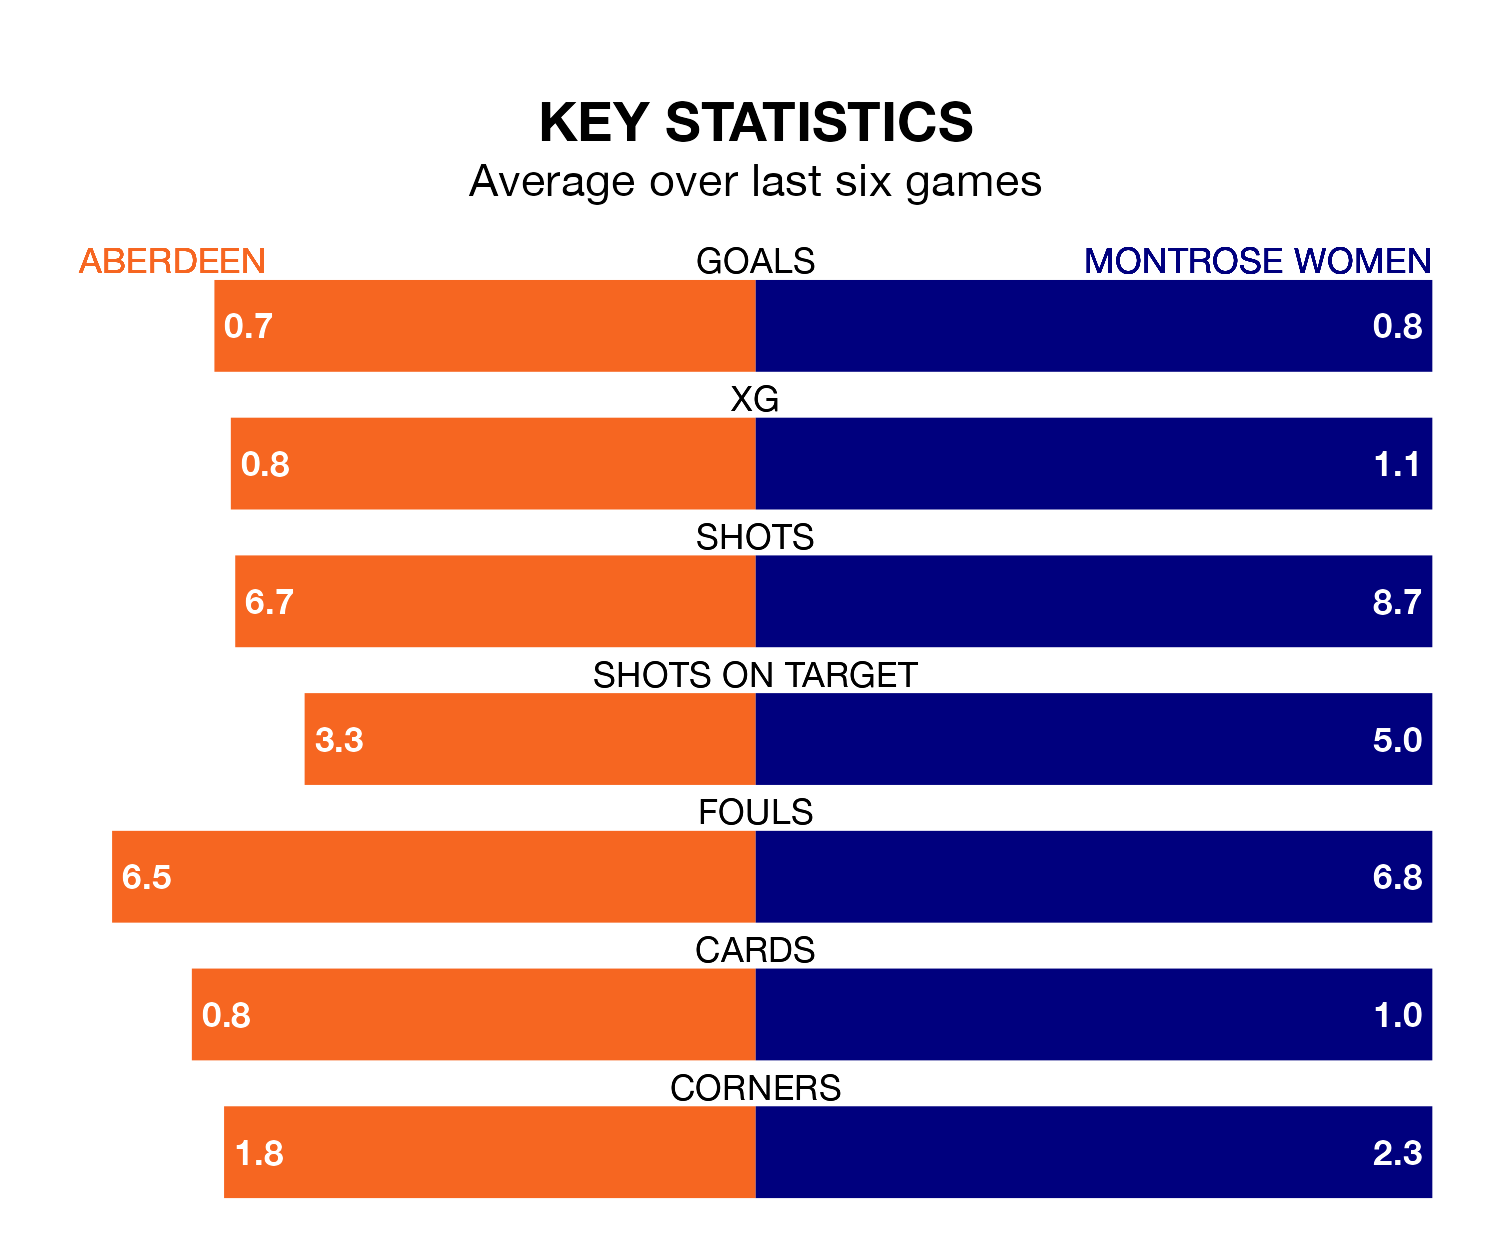 KEY STATISTICS
Average over last six games
ABERDEEN GOALS MONTROSE WOMEN
0.7 0.8
XG
0.8 1.1
SHOTS
6.7 8.7
SHOTS ON TARGET
3.3 5.0
FOULS
6.5 6.8
CARDS
0.8 1.0
CORNERS
1.8 2.3